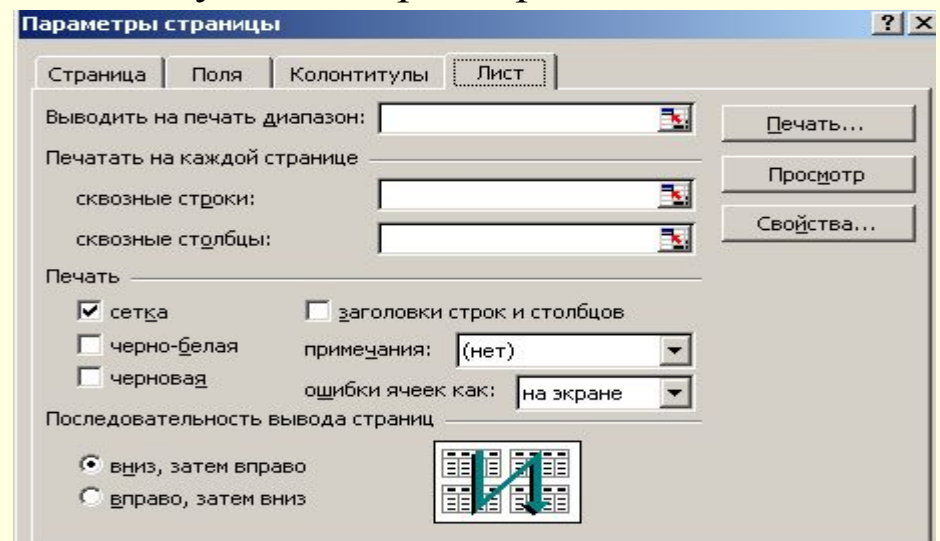 Параметры страницы
Страница Поля Колонтитулы Лист
Выводить на печать диапазон:
Печать...
Печатать на каждой странице
Просмотр
сквозные строки:
Свойства...
сквозные столбцы:
Печать
сетка заголовки строк и столбцов
черно-белая примечания: (нет)
черновая ошибки ячеек как: на экране
Последовательность вывода страниц
вниз, затем вправо
вправо, затем вниз